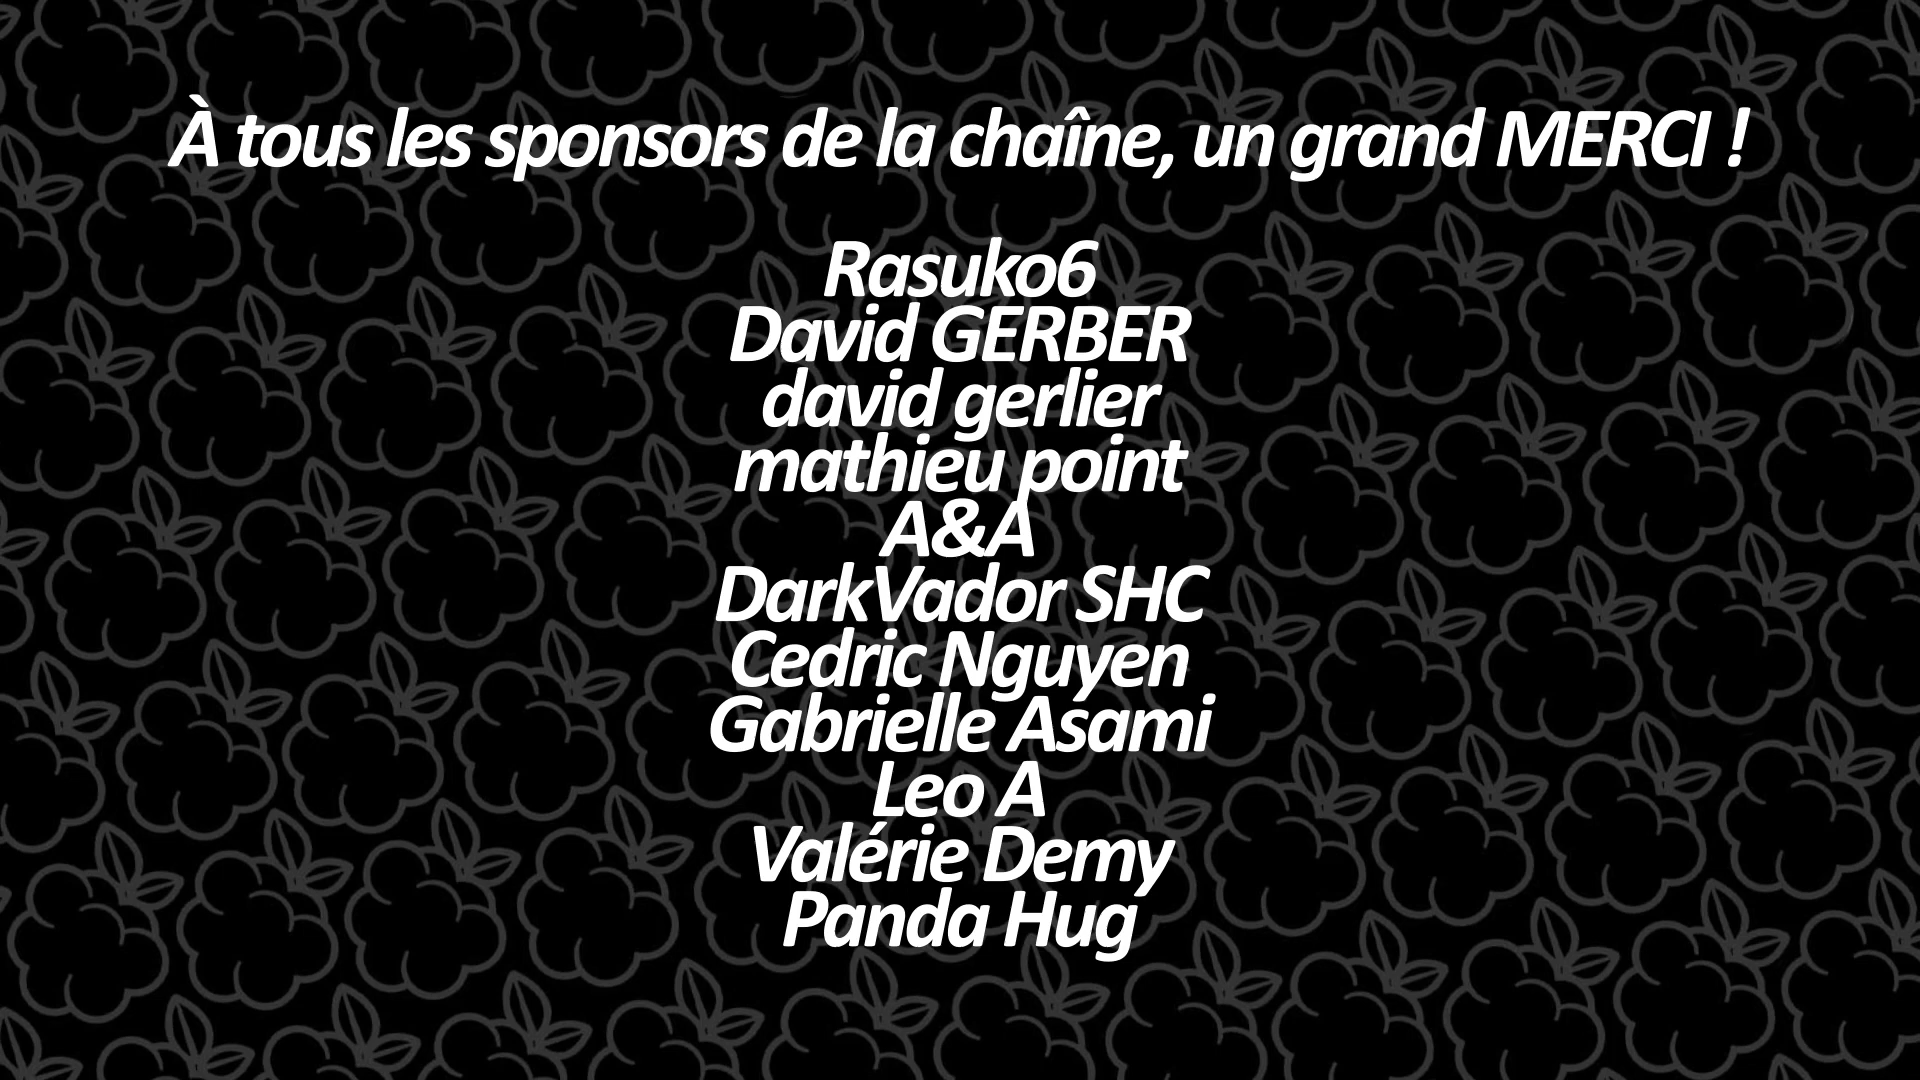 À tous les sponsors de la chaîne, un grand MERCI !
Rasuko6
David GERBER
david gerlier
mathieu point
A&A
DarkVador SHC
Cedric Nguyen
Gabrielle Asami
Leo A
Valérie Demy
Panda Hug